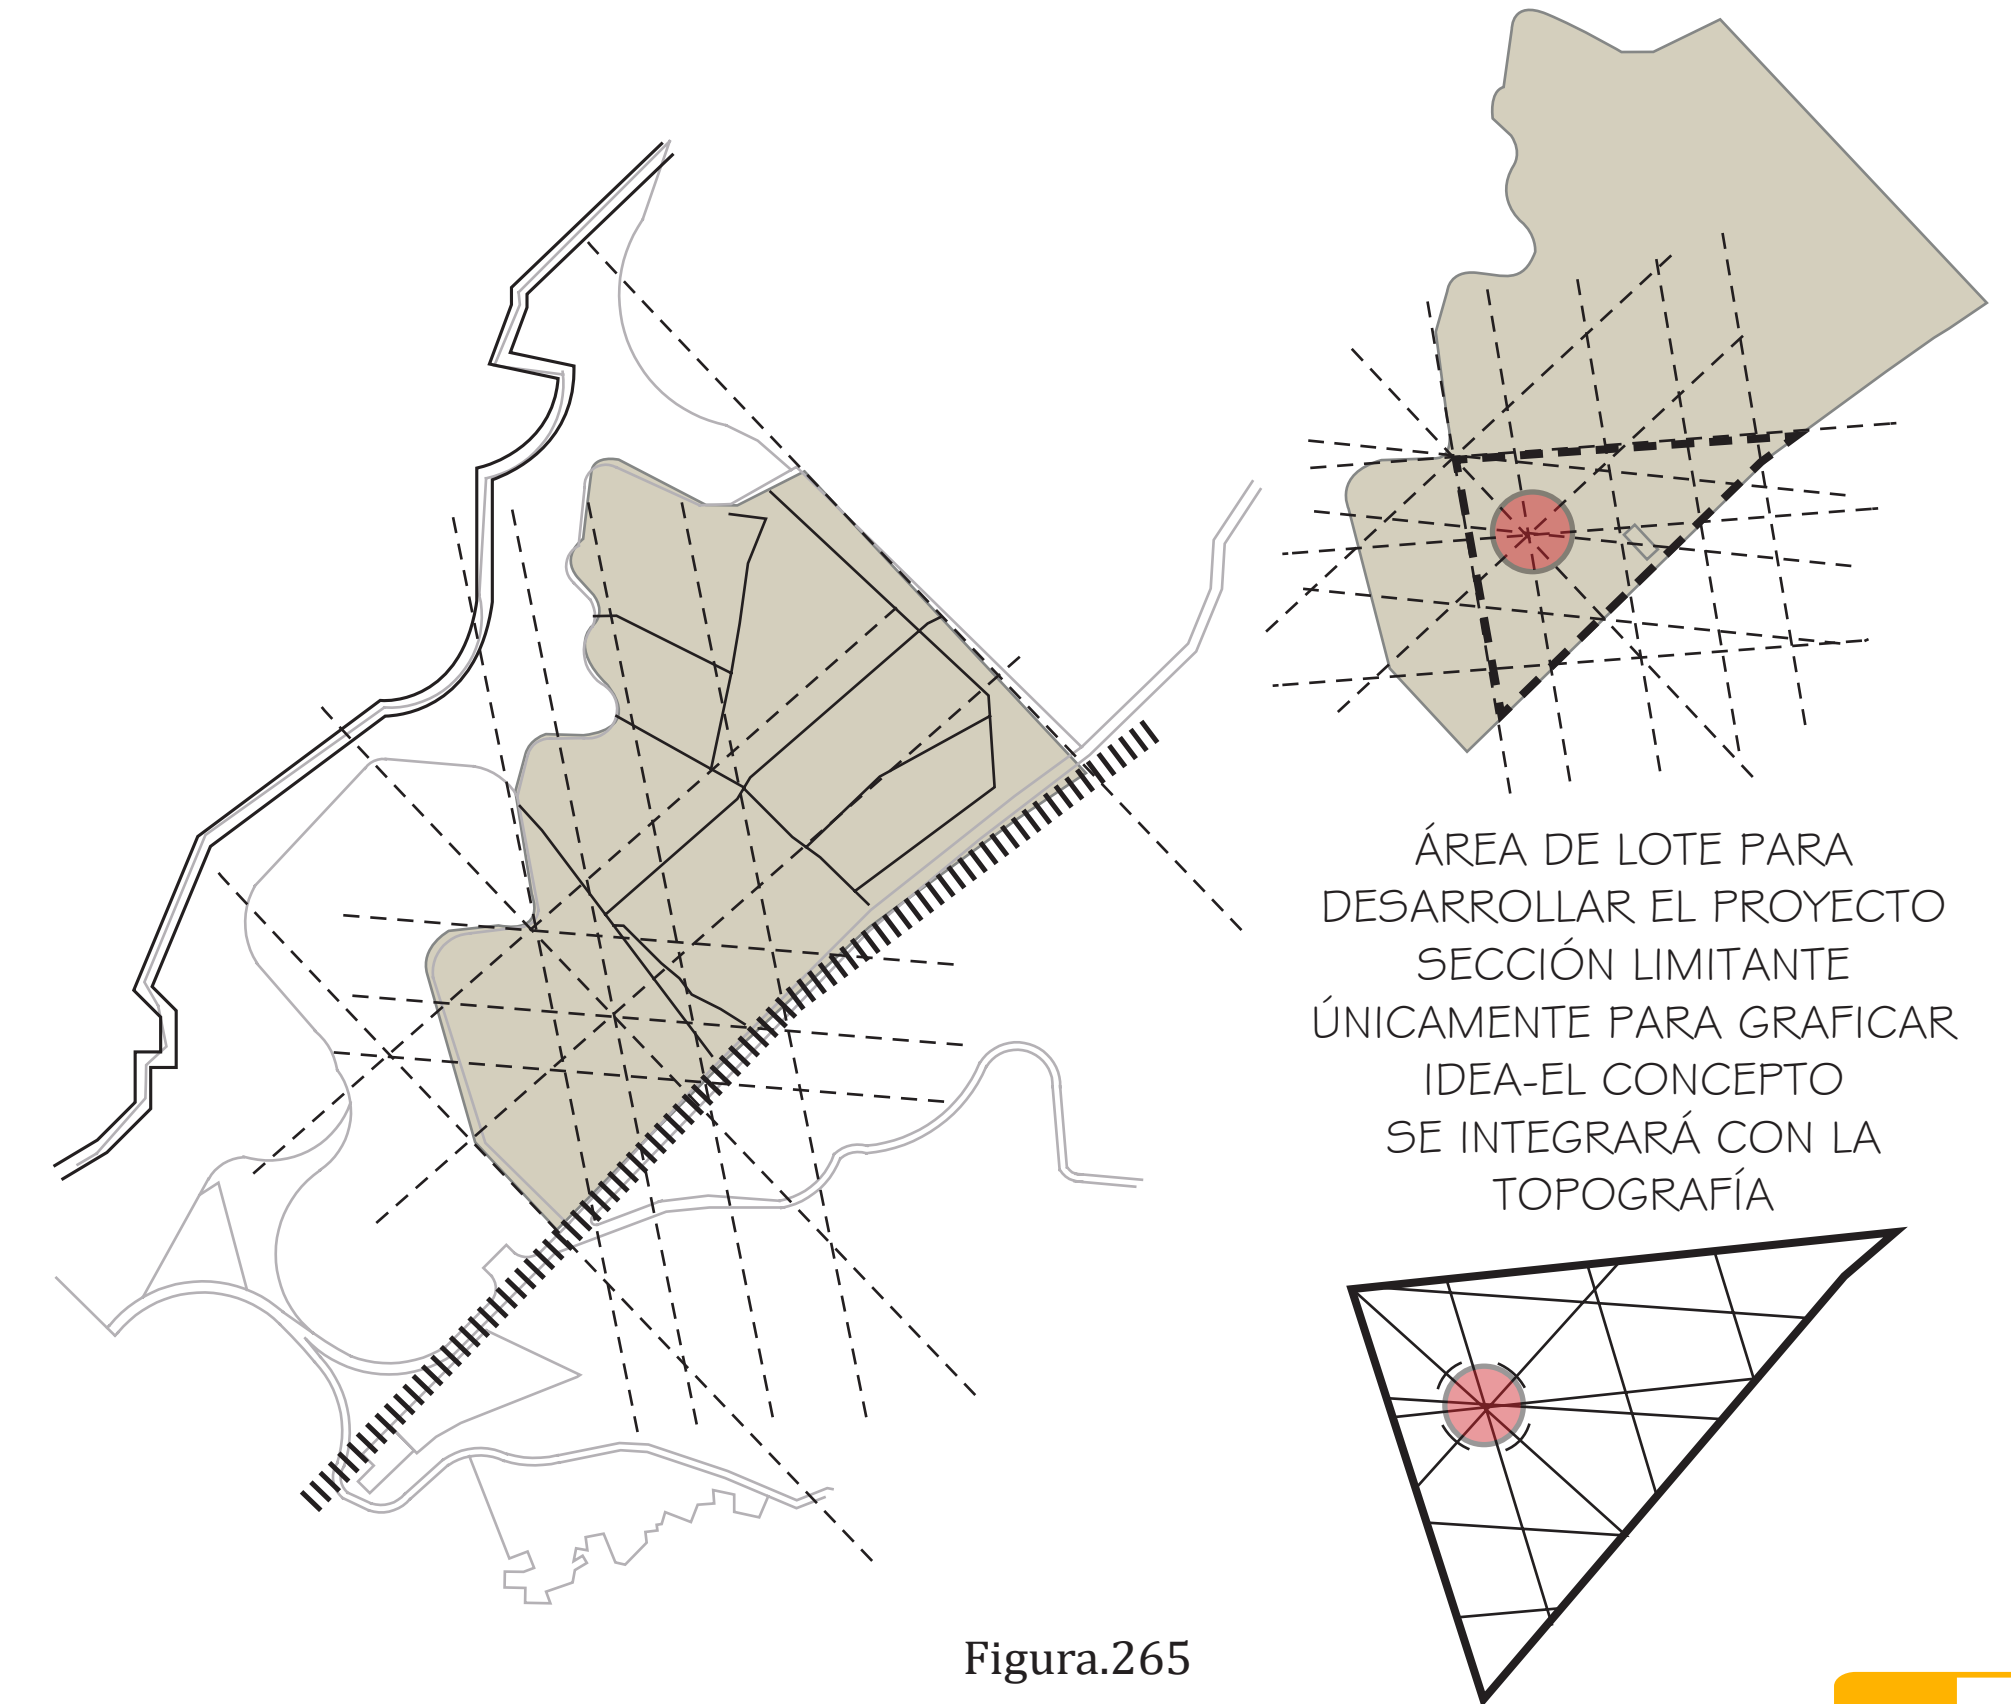 ÁREA DE LOTE PARA
DESARROLLAR EL PROYECTO
SECCIÓN LIMITANTE
ÚNICAMENTE PARA GRAFICAR
IDEA-EL CONCEPTO
SE INTEGRARÁ CON LA
TOPOGRAFÍA
Figura.265